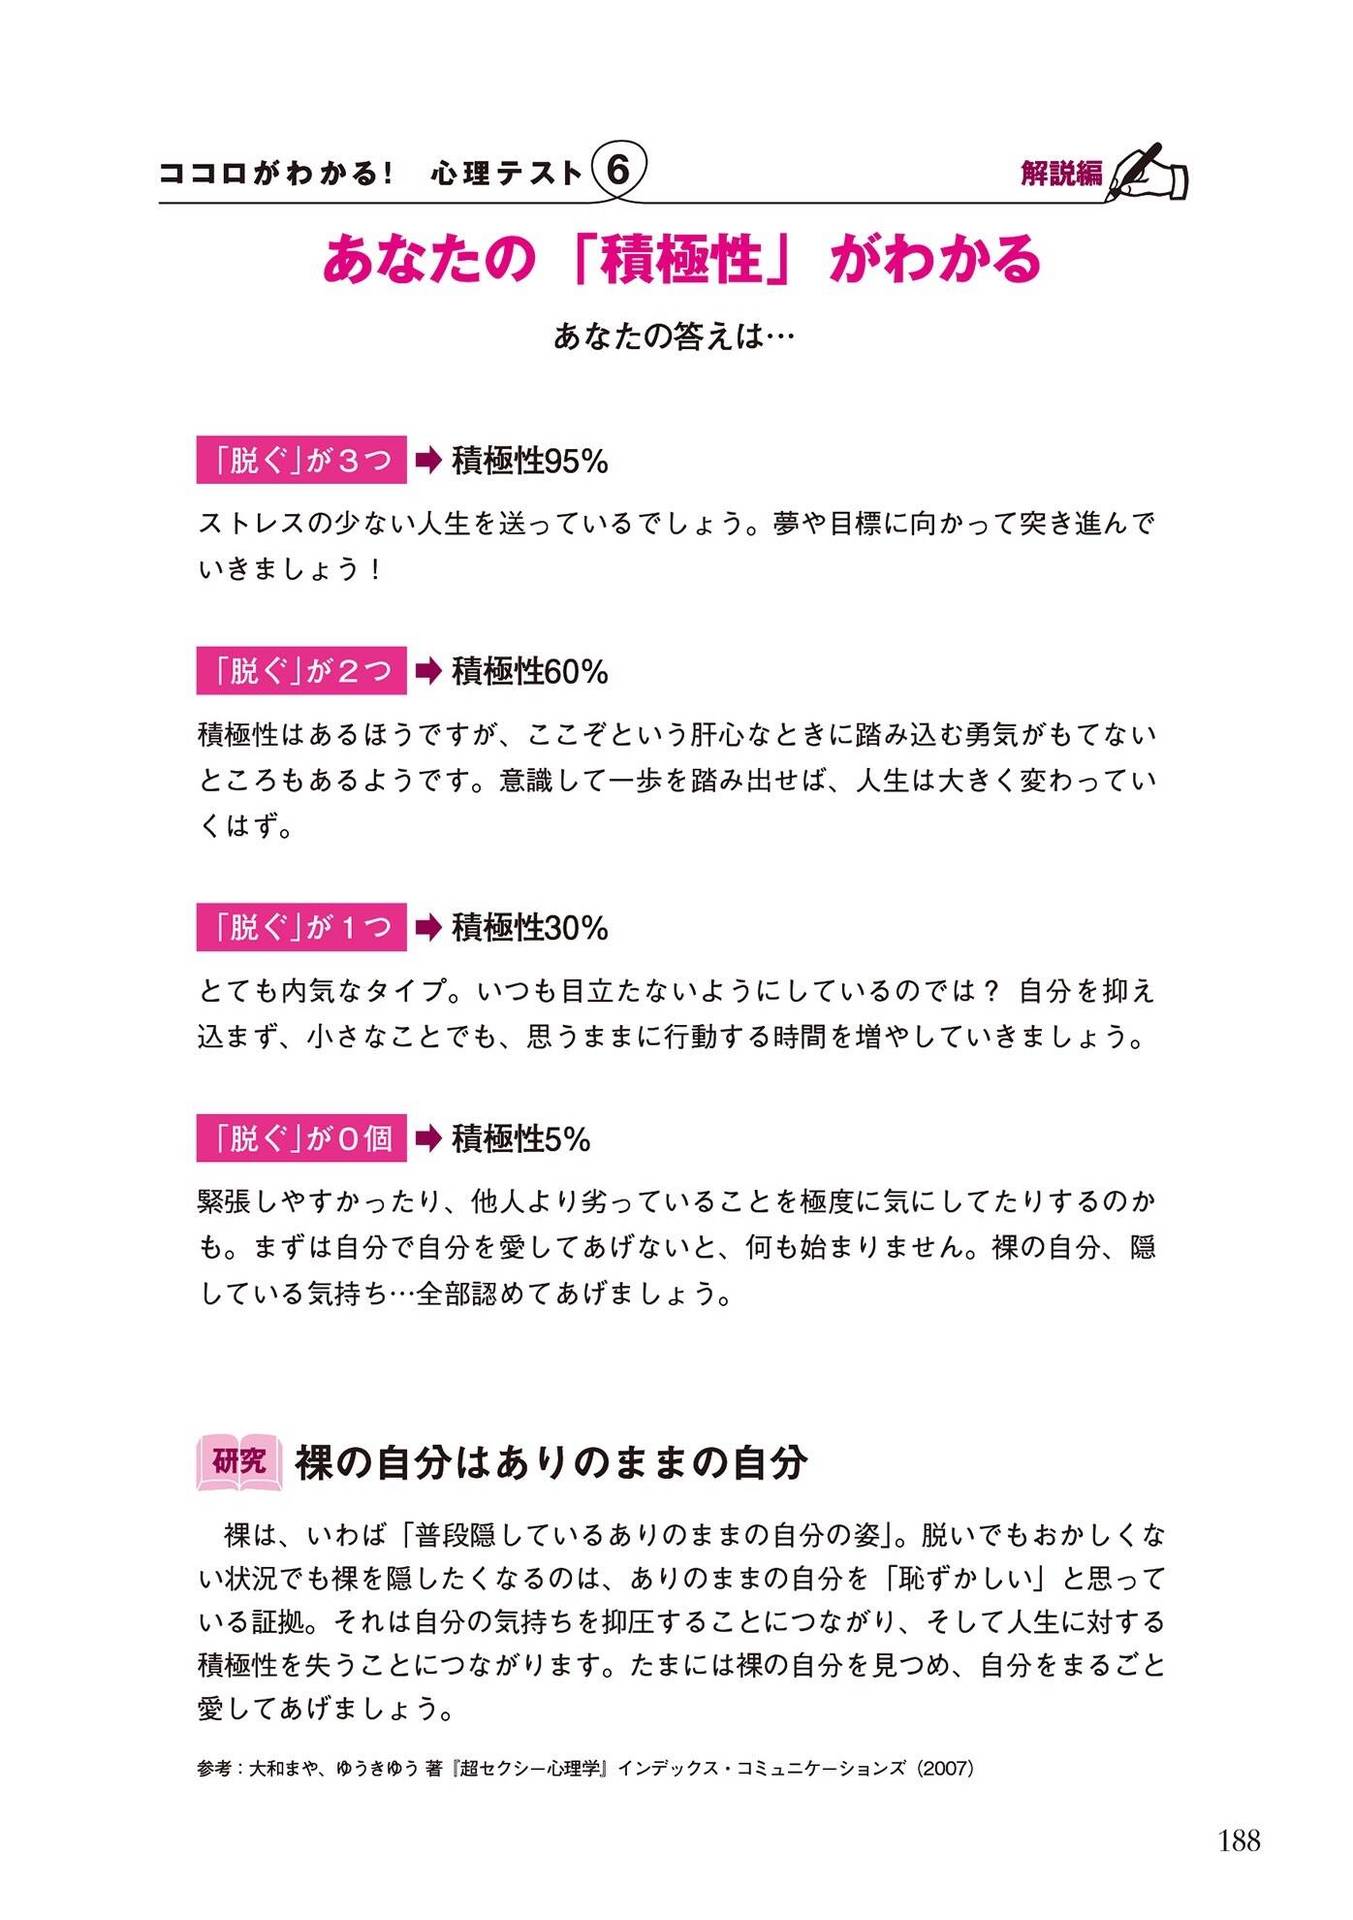 ココロがわかる! 心理テスト 6
解説編
あなたの「積極性」がわかる
あなたの答えは…
「脱ぐ」が3つ ➡ 積極性95%
ストレスの少ない人生を送っているでしょう。夢や目標に向かって突き進んで
いきましょう!
「脱ぐ」が2つ ➡ 積極性60%
積極性はあるほうですが、ここぞという肝心なときに踏み込む勇気がもてない
ところもあるようです。意識して一歩を踏み出せば、人生は大きく変わってい
くはず。
「脱ぐ」が1つ ➡ 積極性30%
とても内気なタイプ。いつも目立たないようにしているのでは? 自分を抑え
込まず、小さなことでも、思うままに行動する時間を増やしていきましょう。
「脱ぐ」が0個 ➡ 積極性5%
緊張しやすかったり、他人より劣っていることを極度に気にしてたりするのか
も。まずは自分で自分を愛してあげないと、何も始まりません。裸の自分、隠
している気持ち…全部認めてあげましょう。
研究 裸の自分はありのままの自分
裸は、いわば「普段隠しているありのままの自分の姿」。脱いでもおかしくな
い状況でも裸を隠したくなるのは、ありのままの自分を「恥ずかしい」と思って
いる証拠。それは自分の気持ちを抑圧することにつながり、そして人生に対する
積極性を失うことにつながります。たまには裸の自分を見つめ、自分をまるごと
愛してあげましょう。
参考:大和まや、ゆうきゆう 著『超セクシー心理学』インデックス・コミュニケーションズ(2007)
188